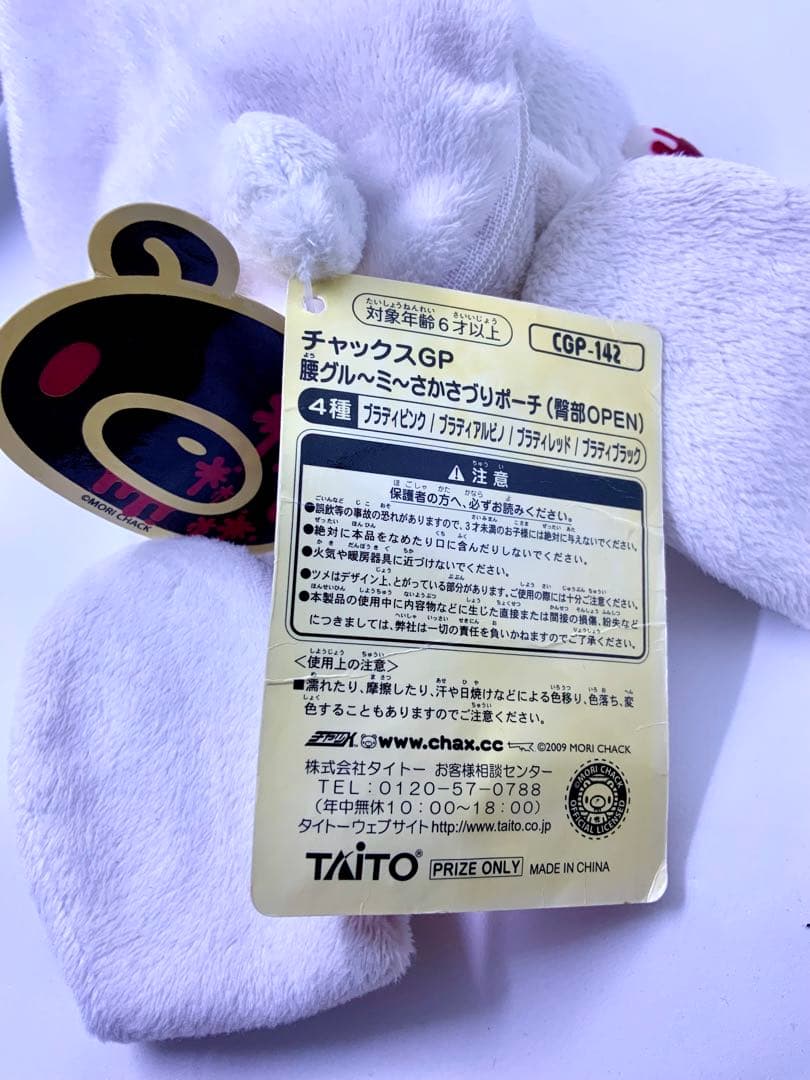 対象年齢6才以上
CGP-142
チャックスGP
腰グル～ミ～さかさづりポーチ(臀部OPEN)
4種 ブラディピンク / ブラディアルビノ / ブラディレッド / ブラディブラック
⚠注意
保護者の方へ、必ずお読みください。
●誤飲等の事故の恐れがありますので、3才未満のお子様には絶対に与えないでください。
●絶対に本品をなめたり口に含んだりしないでください。
●火気や暖房器具に近づけないでください。
●ツメはデザイン上、とがっている部分があります。ご使用の際には十分ご注意ください。
●本製品の使用中に内容物などに生じた直接または間接の損傷、紛失など
につきましては、弊社は一切の責任を負いかねますのでご了承ください。
<使用上の注意>
■濡れたり、摩擦したり、汗や日焼けなどによる色移り、色落ち、変
色することもありますのでご注意ください。
www.chax.cc ©2009 MORI CHACK
株式会社タイトー お客様相談センター
TEL:0120-57-0788
(年中無休10:00～18:00)
タイトーウェブサイト http://www.taito.co.jp
©MORI CHACK
OFFICIAL LICENSED
TAITO® PRIZE ONLY MADE IN CHINA
©MORI CHACK